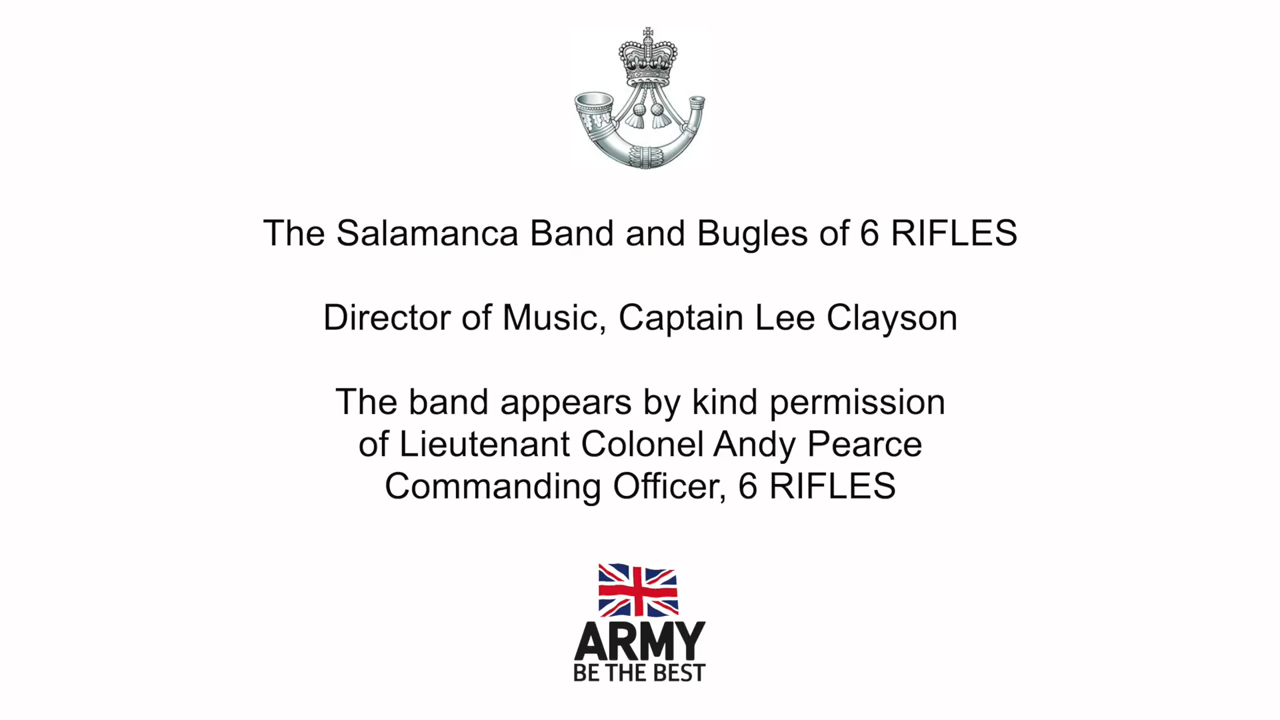 The Salamanca Band and Bugles of 6 RIFLES
Director of Music, Captain Lee Clayson
The band appears by kind permission
of Lieutenant Colonel Andy Pearce
Commanding Officer, 6 RIFLES
ARMY
BE THE BEST